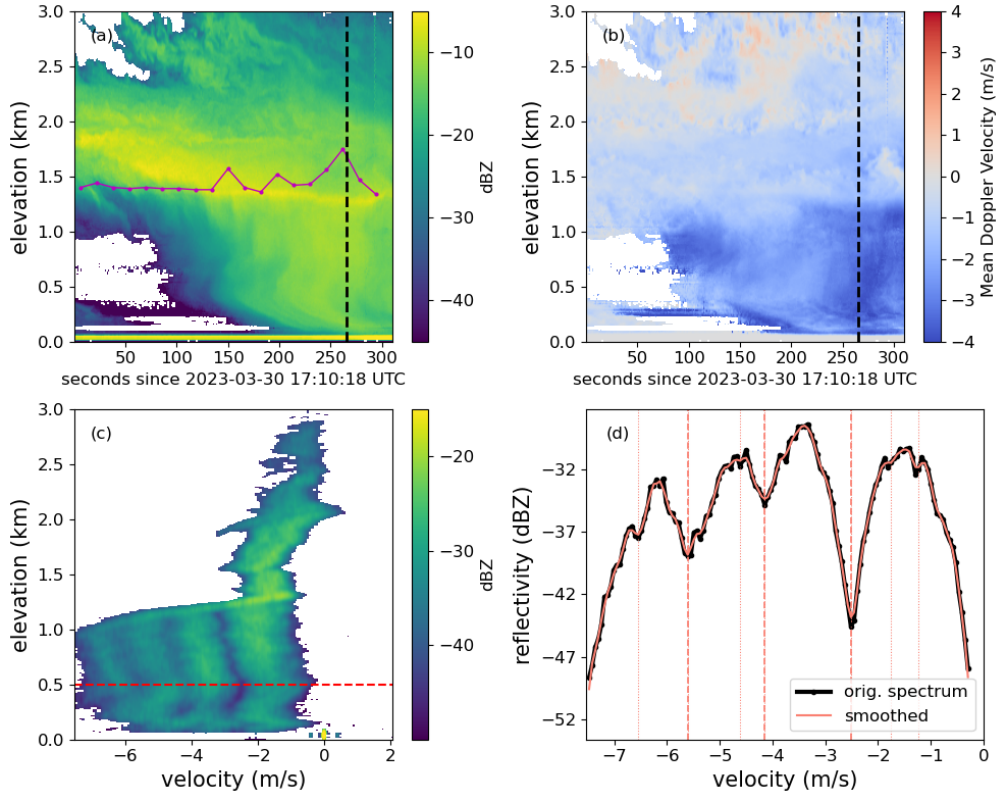 (a)
elevation (km)
3.0
2.5
2.0
1.5
1.0
0.5
0.0
50 100 150 200 250 300
seconds since 2023-03-30 17:10:18 UTC
−10
−20
−30
−40
dBZ
(b)
elevation (km)
3.0
2.5
2.0
1.5
1.0
0.5
0.0
50 100 150 200 250 300
seconds since 2023-03-30 17:10:18 UTC
4
3
2
1
0
−1
−2
−3
−4
Mean Doppler Velocity (m/s)
(c)
elevation (km)
3.0
2.5
2.0
1.5
1.0
0.5
0.0
−6 −4 −2 0
velocity (m/s)
−20
−30
−40
dBZ
(d)
reflectivity (dBZ)
−32
−37
−42
−47
−52
orig. spectrum
smoothed
−7 −6 −5 −4 −3 −2 −1 0
velocity (m/s)